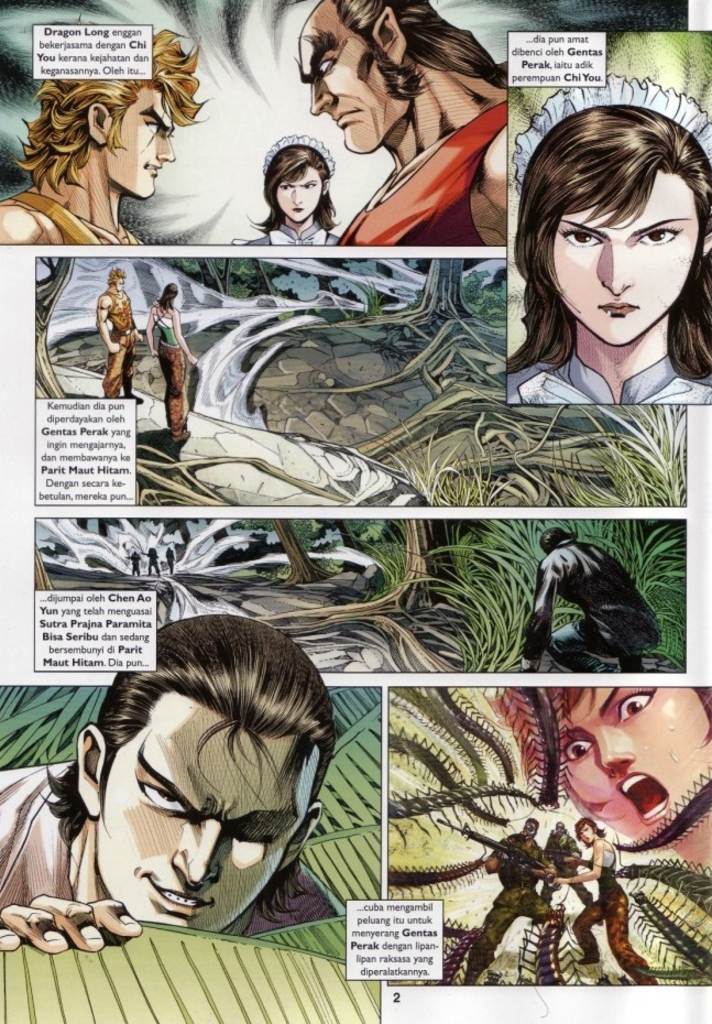 Dragon Long enggan
bekerjasama dengan Chi
You kerana kejahatan dan
keganasannya. Oleh itu...
...dia pun amat
dibenci oleh Gentas
Perak, iaitu adik
perempuan Chi You.
Kemudian dia pun
diperdayakan oleh
Gentas Perak yang
ingin mengajarnya,
dan membawanya ke
Parit Maut Hitam.
Dengan secara ke-
betulan, mereka pun...
...dijumpai oleh Chen Ao
Yun yang telah menguasai
Sutra Prajna Paramita
Bisa Seribu dan sedang
bersembunyi di Parit
Maut Hitam. Dia pun...
...cuba mengambil
peluang itu untuk
menyerang Gentas
Perak dengan lipan-
lipan raksasa yang
diperalatkannya.
2